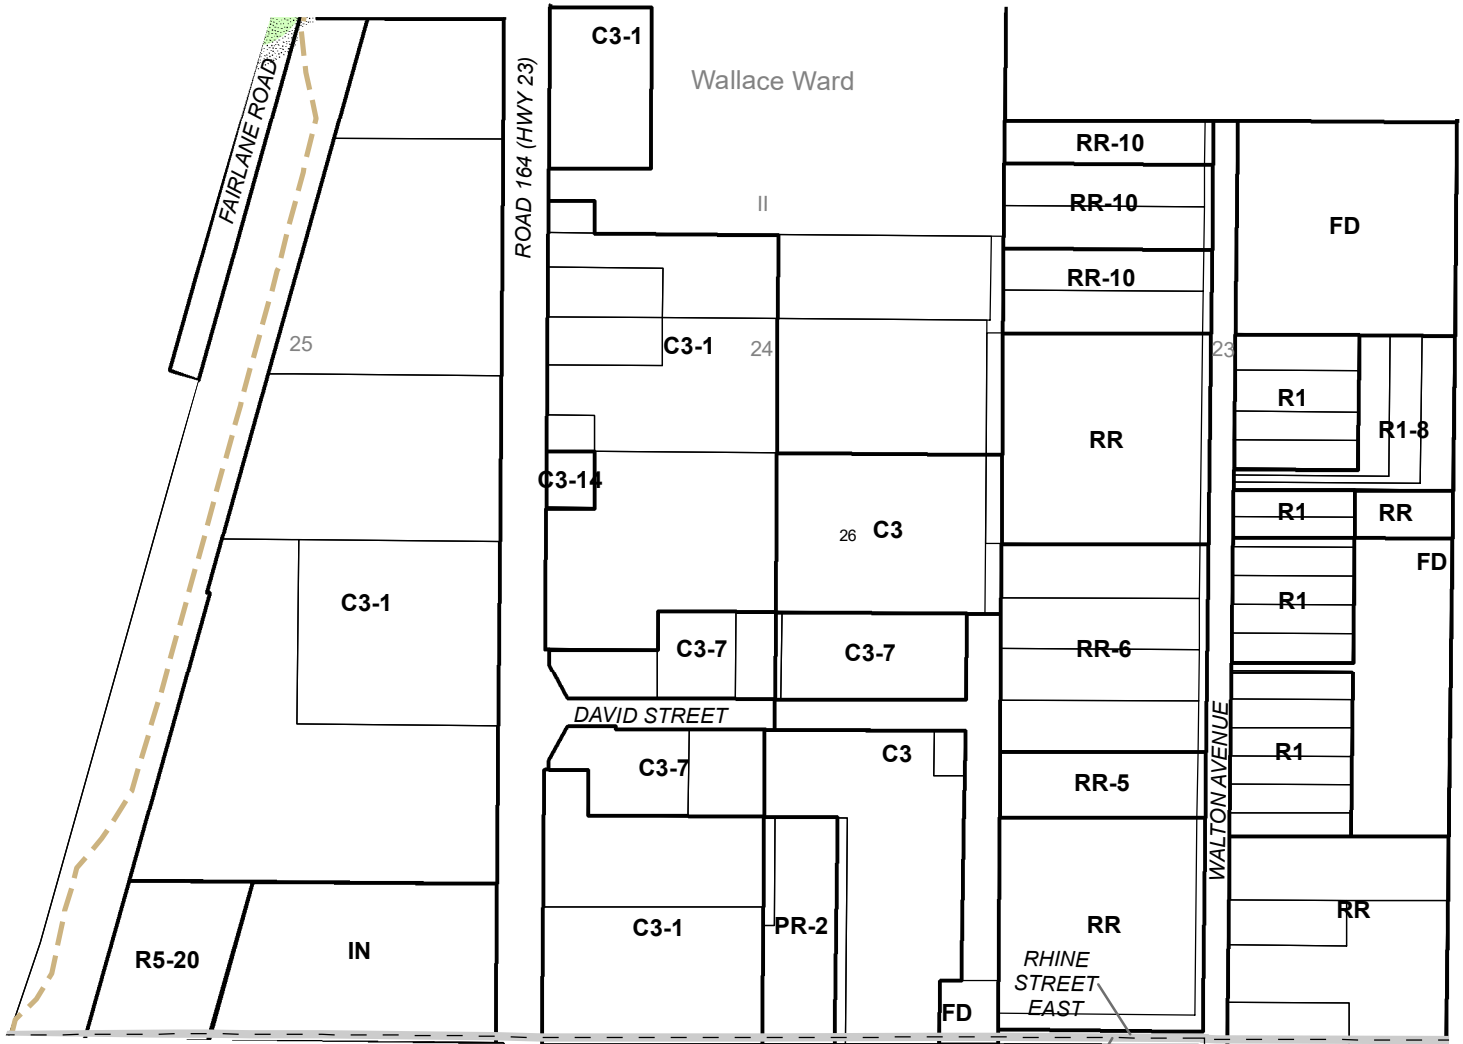 C3-1
Wallace Ward
FAIRLANE ROAD
ROAD 164 (HWY 23)
RR-10
RR-10
II
FD
RR-10
25
C3-1
24
23
R1
R1-8
RR
C3-14
26
C3
R1
RR
FD
C3-1
R1
C3-7
C3-7
RR-6
DAVID STREET
C3-7
C3
R1
RR-5
WALTON AVENUE
C3-1
PR-2
RR
RR
R5-20
IN
RHINE
STREET
EAST
FD